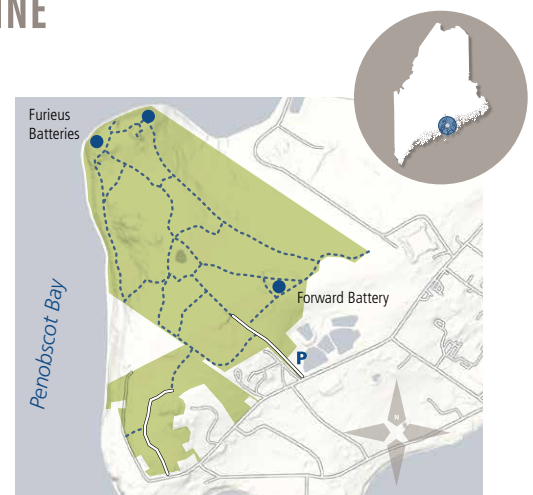 INE
Furieus
Batteries
Penobscot Bay
Forward Battery
P
N